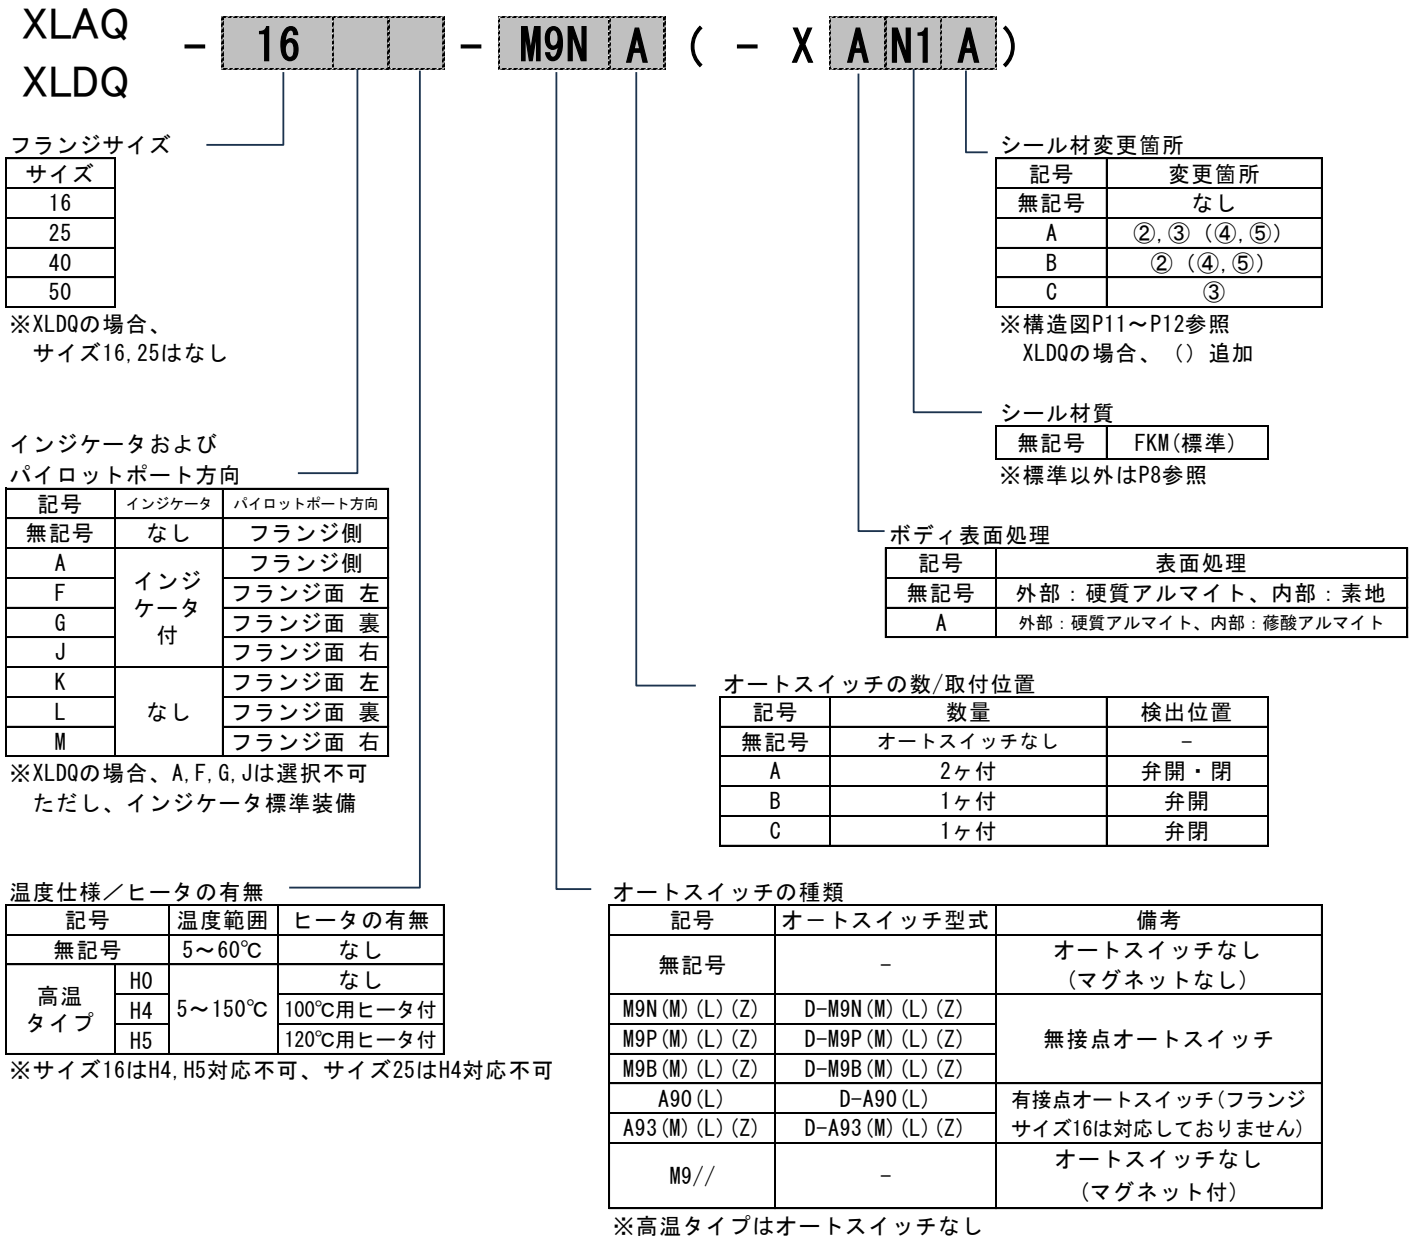 XLAQ
XLDQ
- 16 - M9N A ( - X A N1 A )
フランジサイズ
サイズ
16
25
40
50
※XLDQの場合、
サイズ16,25はなし
インジケータおよび
パイロットポート方向
記号 インジケータ パイロットポート方向
無記号 なし フランジ側
A インジケータ付 フランジ側
F フランジ面 左
G フランジ面 裏
J フランジ面 右
K なし フランジ面 左
L フランジ面 裏
M フランジ面 右
※XLDQの場合、A,F,G,Jは選択不可
ただし、インジケータ標準装備
温度仕様／ヒータの有無
記号 温度範囲 ヒータの有無
無記号 5～60℃ なし
高温タイプ H0 5～150℃ なし
H4 100℃用ヒータ付
H5 120℃用ヒータ付
※サイズ16はH4,H5対応不可、サイズ25はH4対応不可
シール材変更箇所
記号 変更箇所
無記号 なし
A ②,③（④,⑤）
B ②（④,⑤）
C ③
※構造図P11～P12参照
XLDQの場合、（）追加
シール材質
無記号 FKM(標準)
※標準以外はP8参照
ボディ表面処理
記号 表面処理
無記号 外部：硬質アルマイト、内部：素地
A 外部：硬質アルマイト、内部：蓚酸アルマイト
オートスイッチの数/取付位置
記号 数量 検出位置
無記号 オートスイッチなし −
A 2ヶ付 弁開・閉
B 1ヶ付 弁開
C 1ヶ付 弁閉
オートスイッチの種類
記号 オートスイッチ型式 備考
無記号 − オートスイッチなし
(マグネットなし)
M9N(M)(L)(Z) D-M9N(M)(L)(Z) 無接点オートスイッチ
M9P(M)(L)(Z) D-M9P(M)(L)(Z)
M9B(M)(L)(Z) D-M9B(M)(L)(Z)
A90(L) D-A90(L) 有接点オートスイッチ(フランジ
A93(M)(L)(Z) D-A93(M)(L)(Z) サイズ16は対応しておりません)
M9// − オートスイッチなし
(マグネット付)
※高温タイプはオートスイッチなし